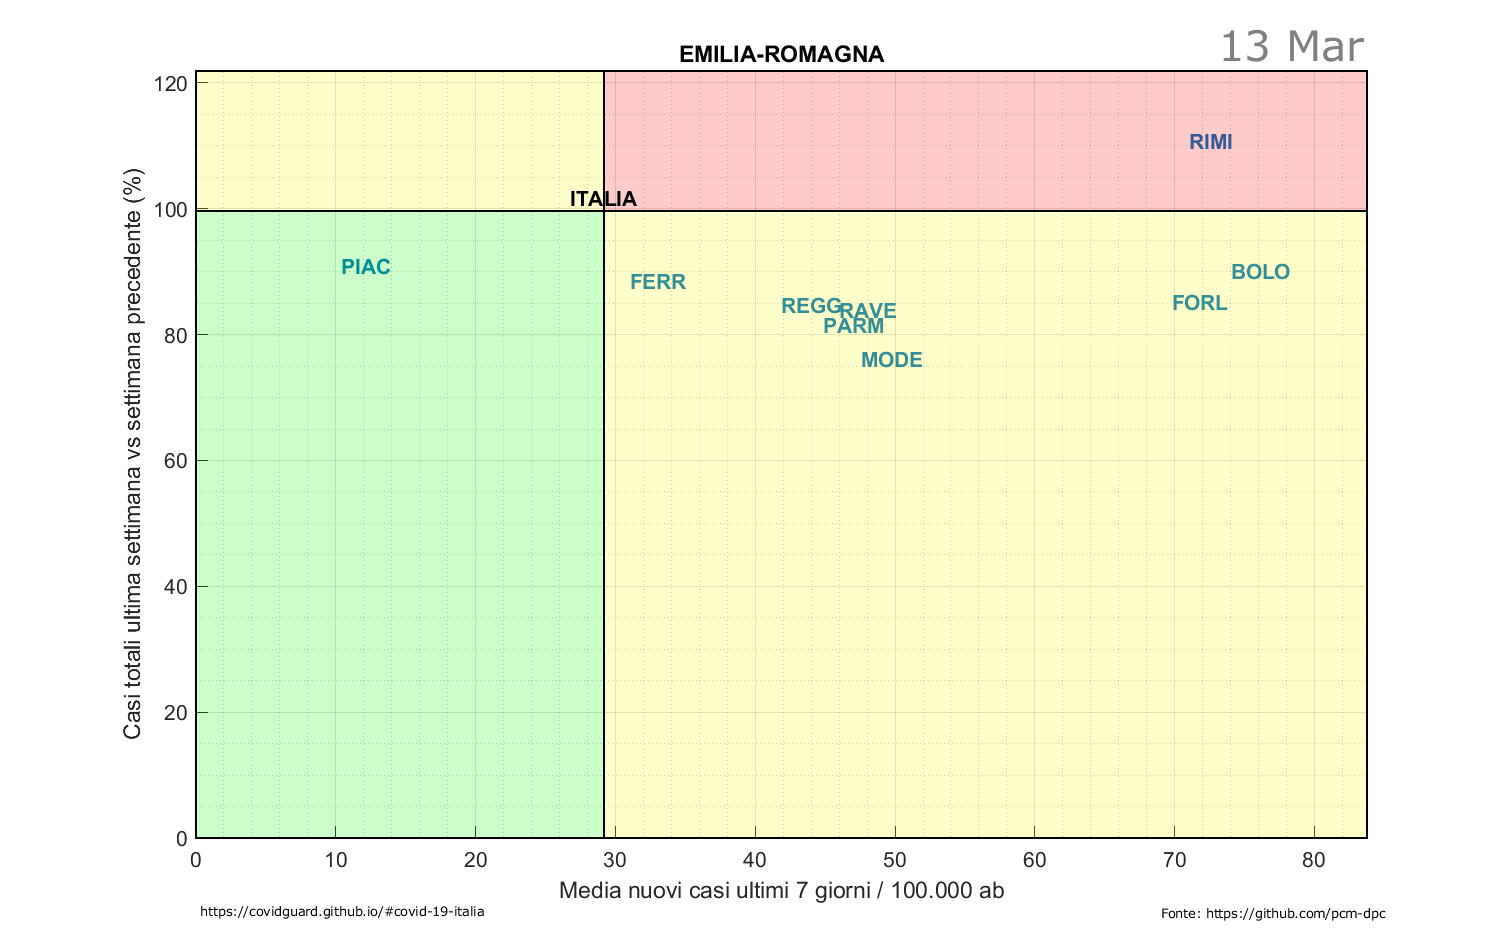 13 Mar
EMILIA-ROMAGNA
Casi totali ultima settimana vs settimana precedente (%)
120
100
80
60
40
20
0
RIMI
ITALIA
PIAC
BOLO
FERR
FORL
REGG
RAVE
PARM
MODE
0 10 20 30 40 50 60 70 80
Media nuovi casi ultimi 7 giorni / 100.000 ab
https://covidguard.github.io/#covid-19-italia
Fonte: https://github.com/pcm-dpc